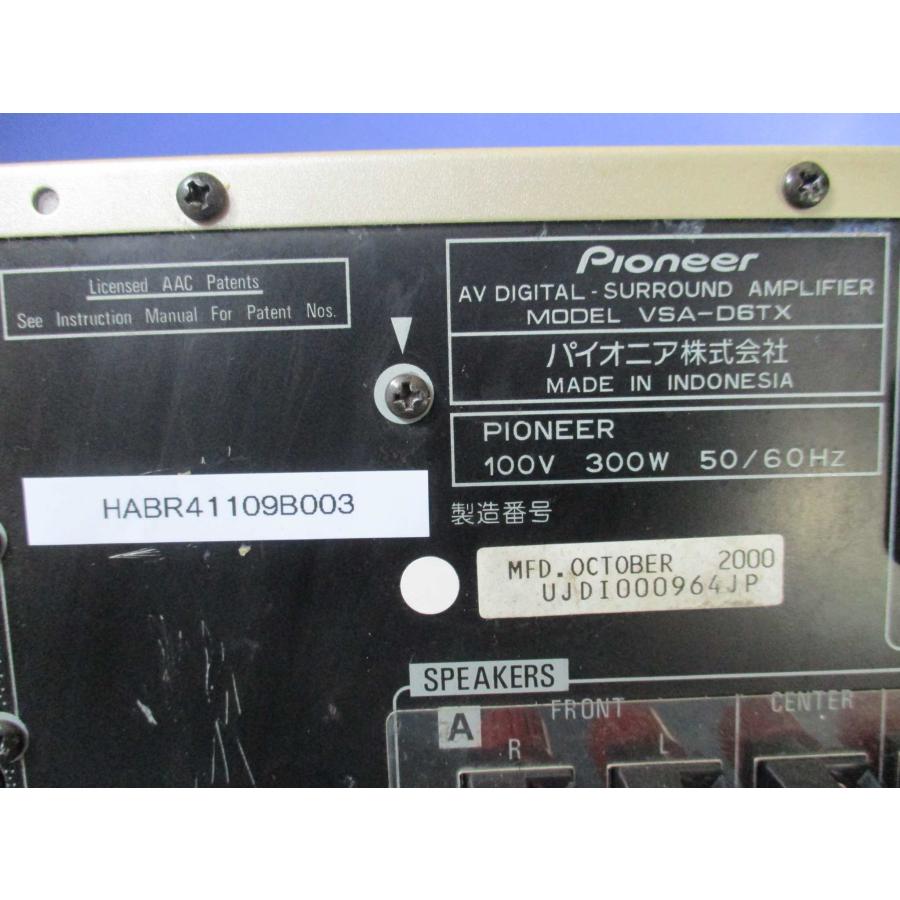 Licensed AAC Patents
See Instruction Manual For Patent Nos.
Pioneer
AV DIGITAL-SURROUND AMPLIFIER
MODEL VSA-D6TX
パイオニア株式会社
MADE IN INDONESIA
PIONEER
100V 300W 50/60Hz
HABR41109B003
製造番号
MFD.OCTOBER 2000
UJDI000964JP
SPEAKERS
A
FRONT
CENTER
R
L